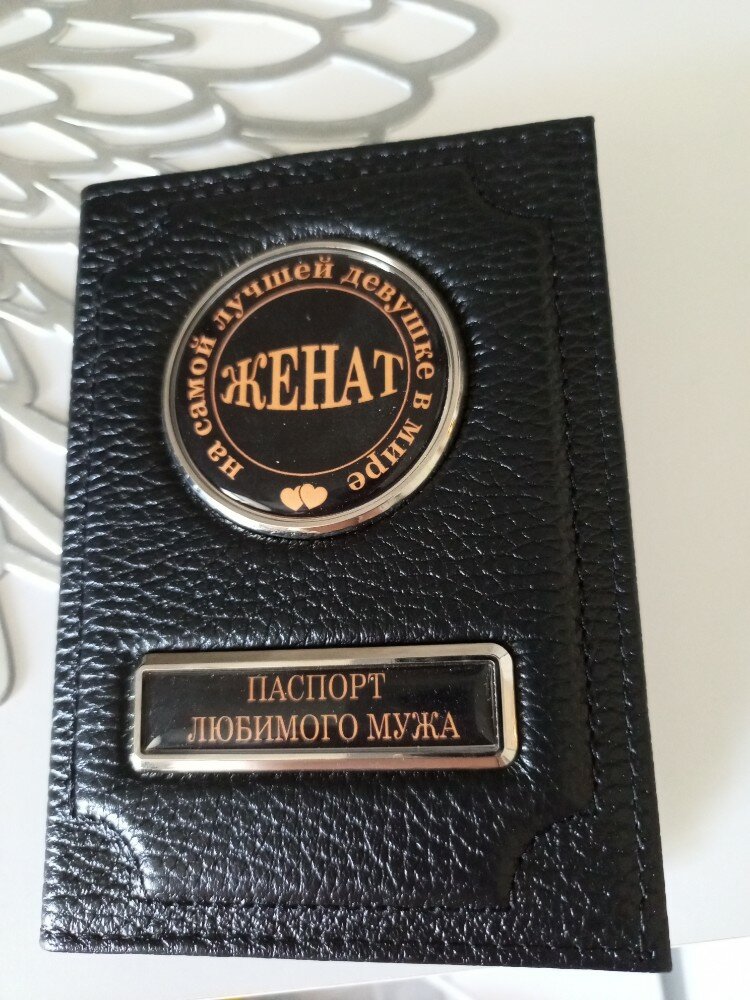 ЖЕНАТ
на самой лучшей девушке в мире
ПАСПОРТ
ЛЮБИМОГО МУЖА